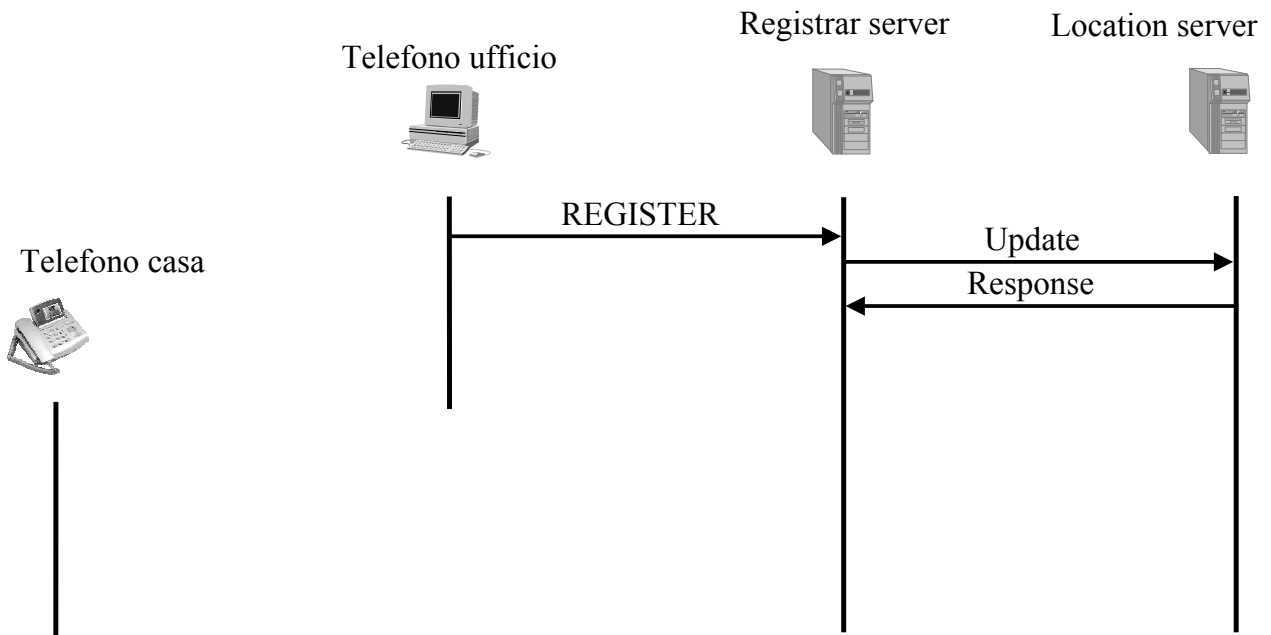 Registrar server
Location server
Telefono ufficio
REGISTER
Update
Telefono casa
Response